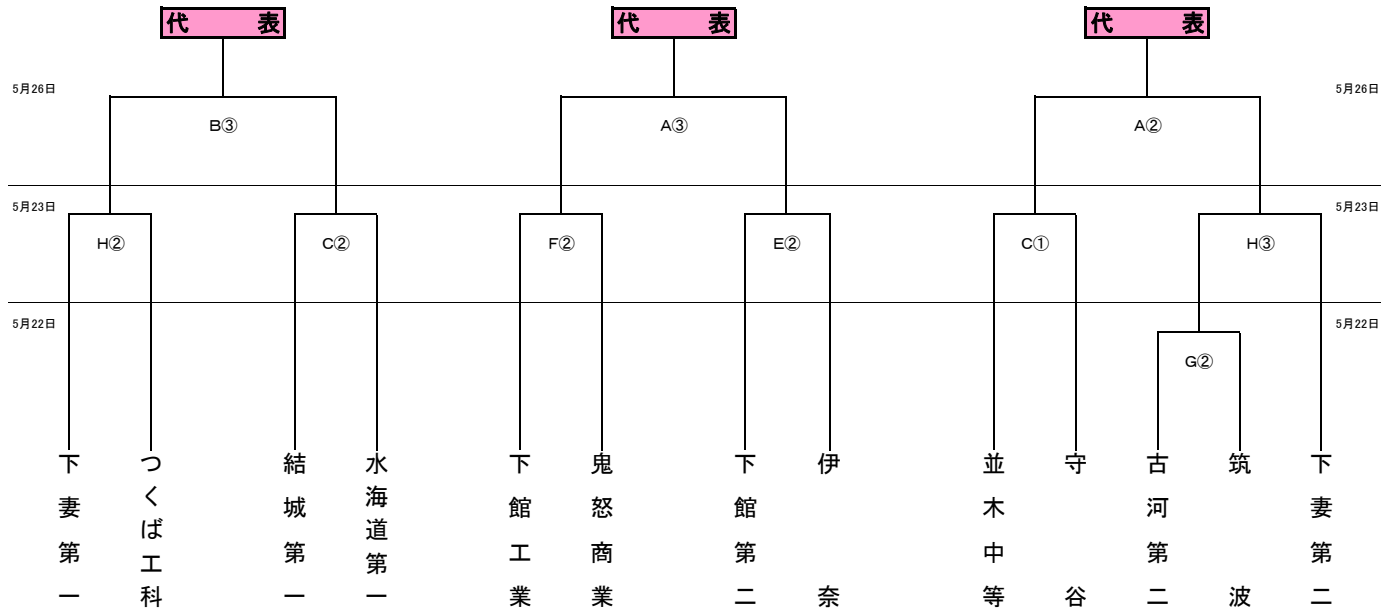 代 表
代 表
代 表
5月26日
5月26日
B③
A③
A②
5月23日
5月23日
H②
C②
F②
E②
C①
H③
5月22日
5月22日
G②
下妻第一
つくば工科
結城第一
水海道第一
下館工業
鬼怒商業
下館第二
伊奈
並木中等
守谷
古河第二
筑波
下妻第二